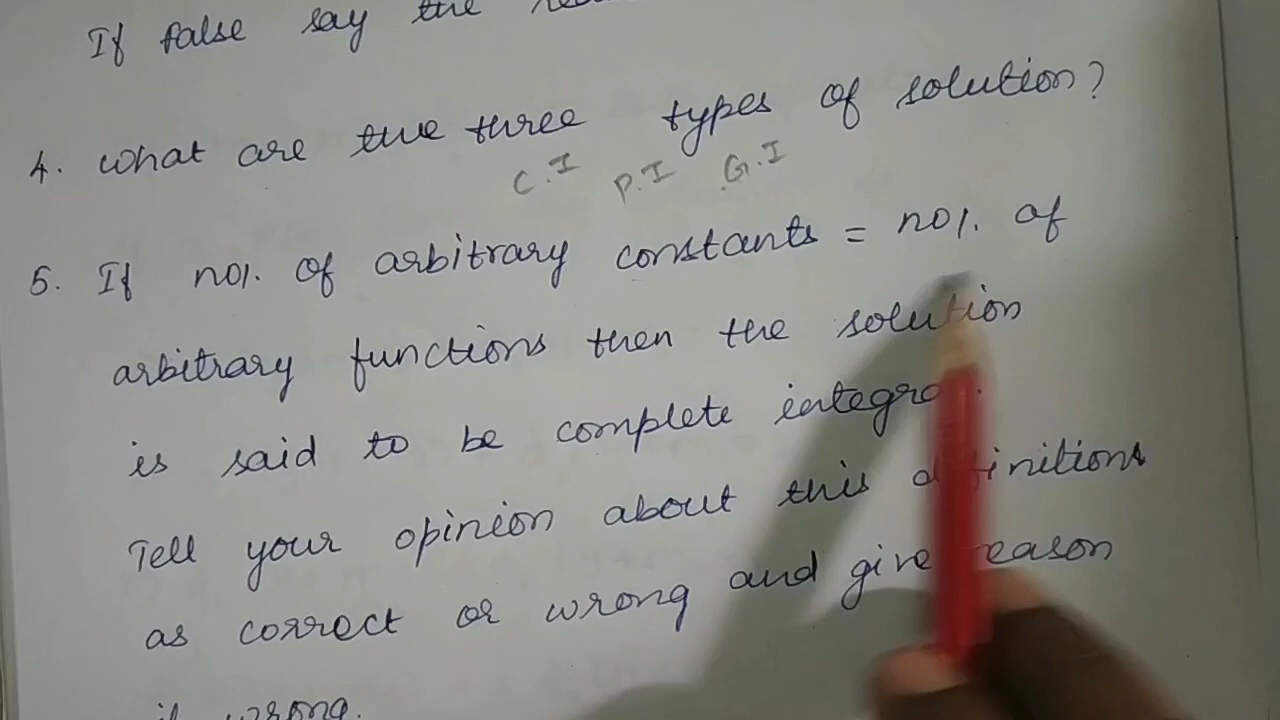 If false say the
4. what are the three types of solution?
C.I P.I G.I
5. If no/. of arbitrary constants = no/. of
arbitrary functions then the solution
is said to be complete
Tell your opinion about this
as correct or wrong and give
if wrong.